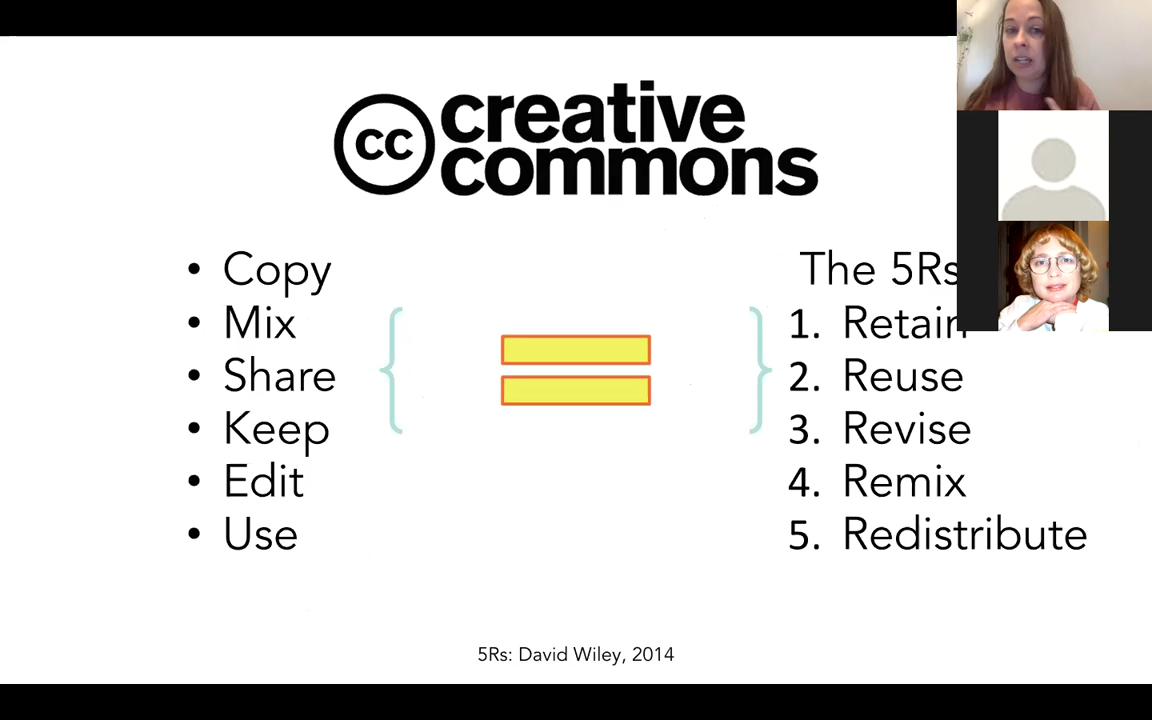 cc creative
commons
• Copy
• Mix
• Share
• Keep
• Edit
• Use
The 5Rs
1. Retain
2. Reuse
3. Revise
4. Remix
5. Redistribute
5Rs: David Wiley, 2014